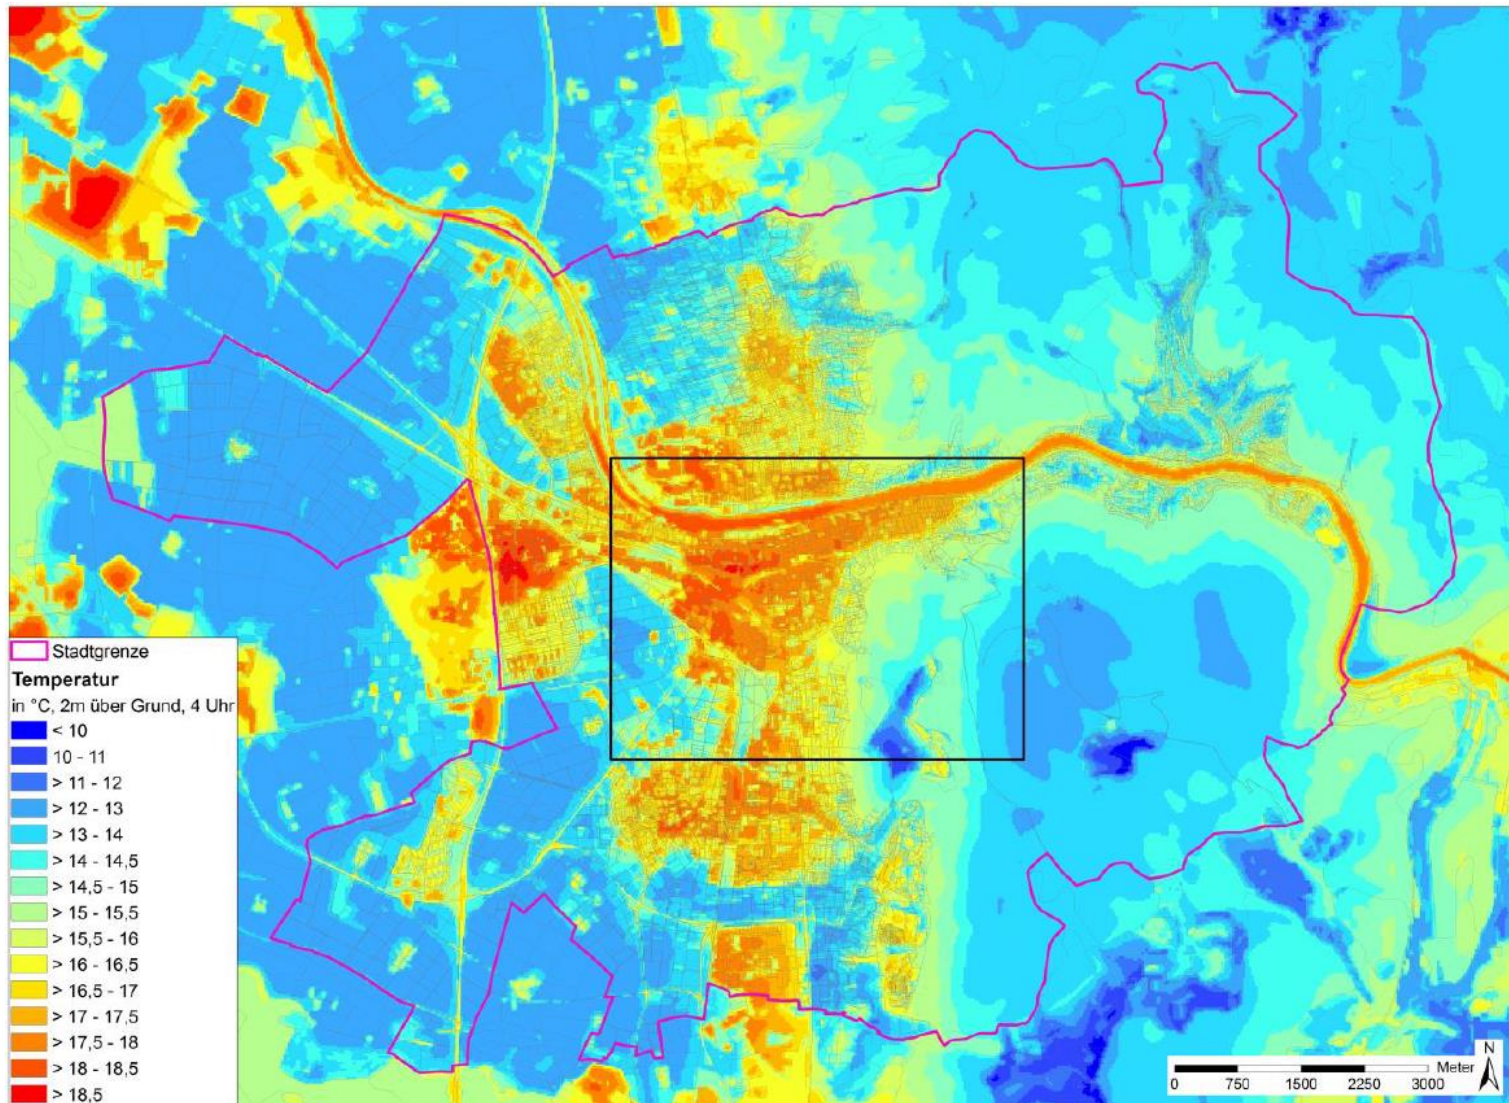 Stadtgrenze
Temperatur
in °C, 2m über Grund, 4 Uhr
< 10
10 - 11
> 11 - 12
> 12 - 13
> 13 - 14
> 14 - 14,5
> 14,5 - 15
> 15 - 15,5
> 15,5 - 16
> 16 - 16,5
> 16,5 - 17
> 17 - 17,5
> 17,5 - 18
> 18 - 18,5
> 18,5
N
Meter
0 750 1500 2250 3000